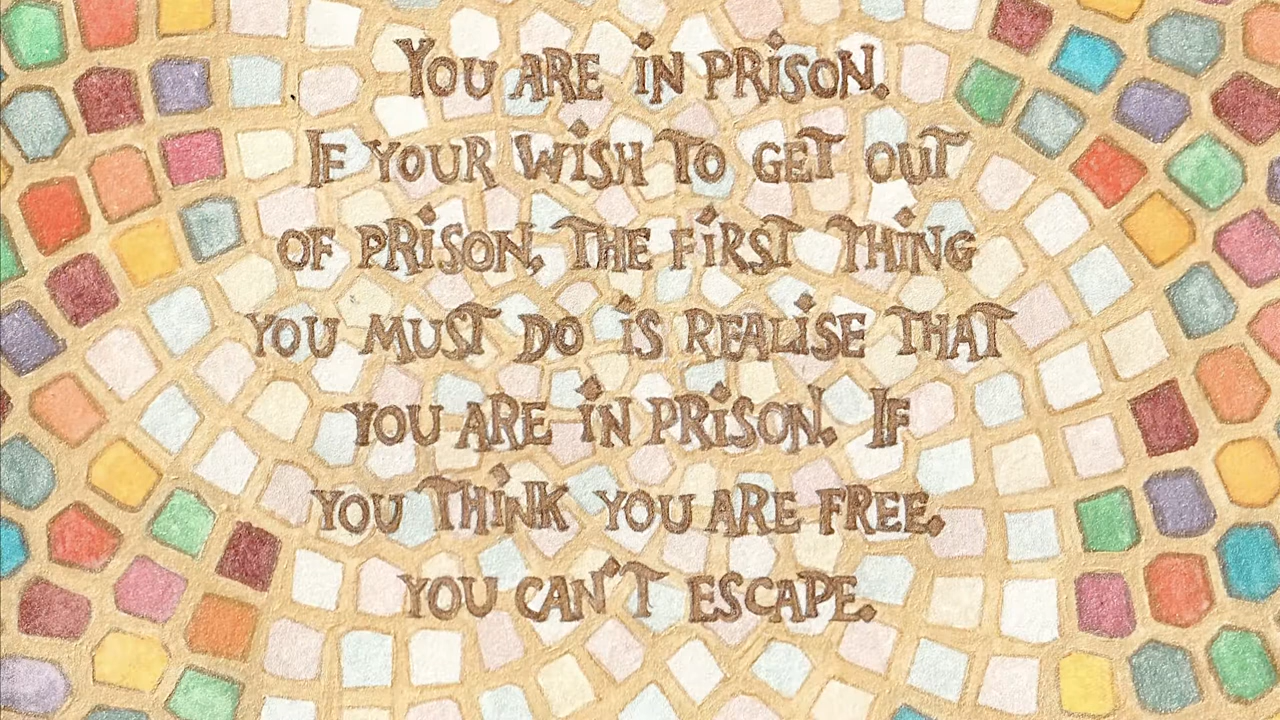 YOU ARE iN PRiSON.
IF YOUR WiSH TO GET OUT
OF PRiSON, THE FiRST THiNG
YOU MUST DO iS REALiSE THAT
YOU ARE iN PRiSON. IF
YOU THiNK YOU ARE FREE,
YOU CAN'T ESCAPE.